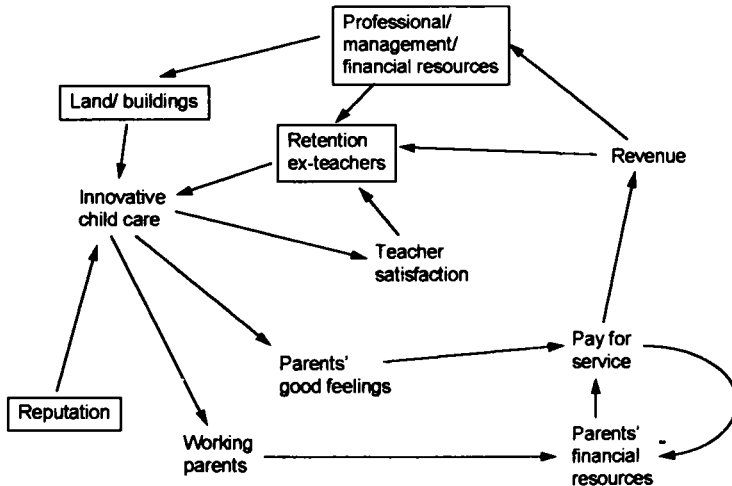 Professional/
management/
financial resources
Land/ buildings
Retention
ex-teachers
Revenue
Innovative
child care
Teacher
satisfaction
Parents'
good feelings
Pay for
service
Reputation
Working
parents
Parents'
financial
resources